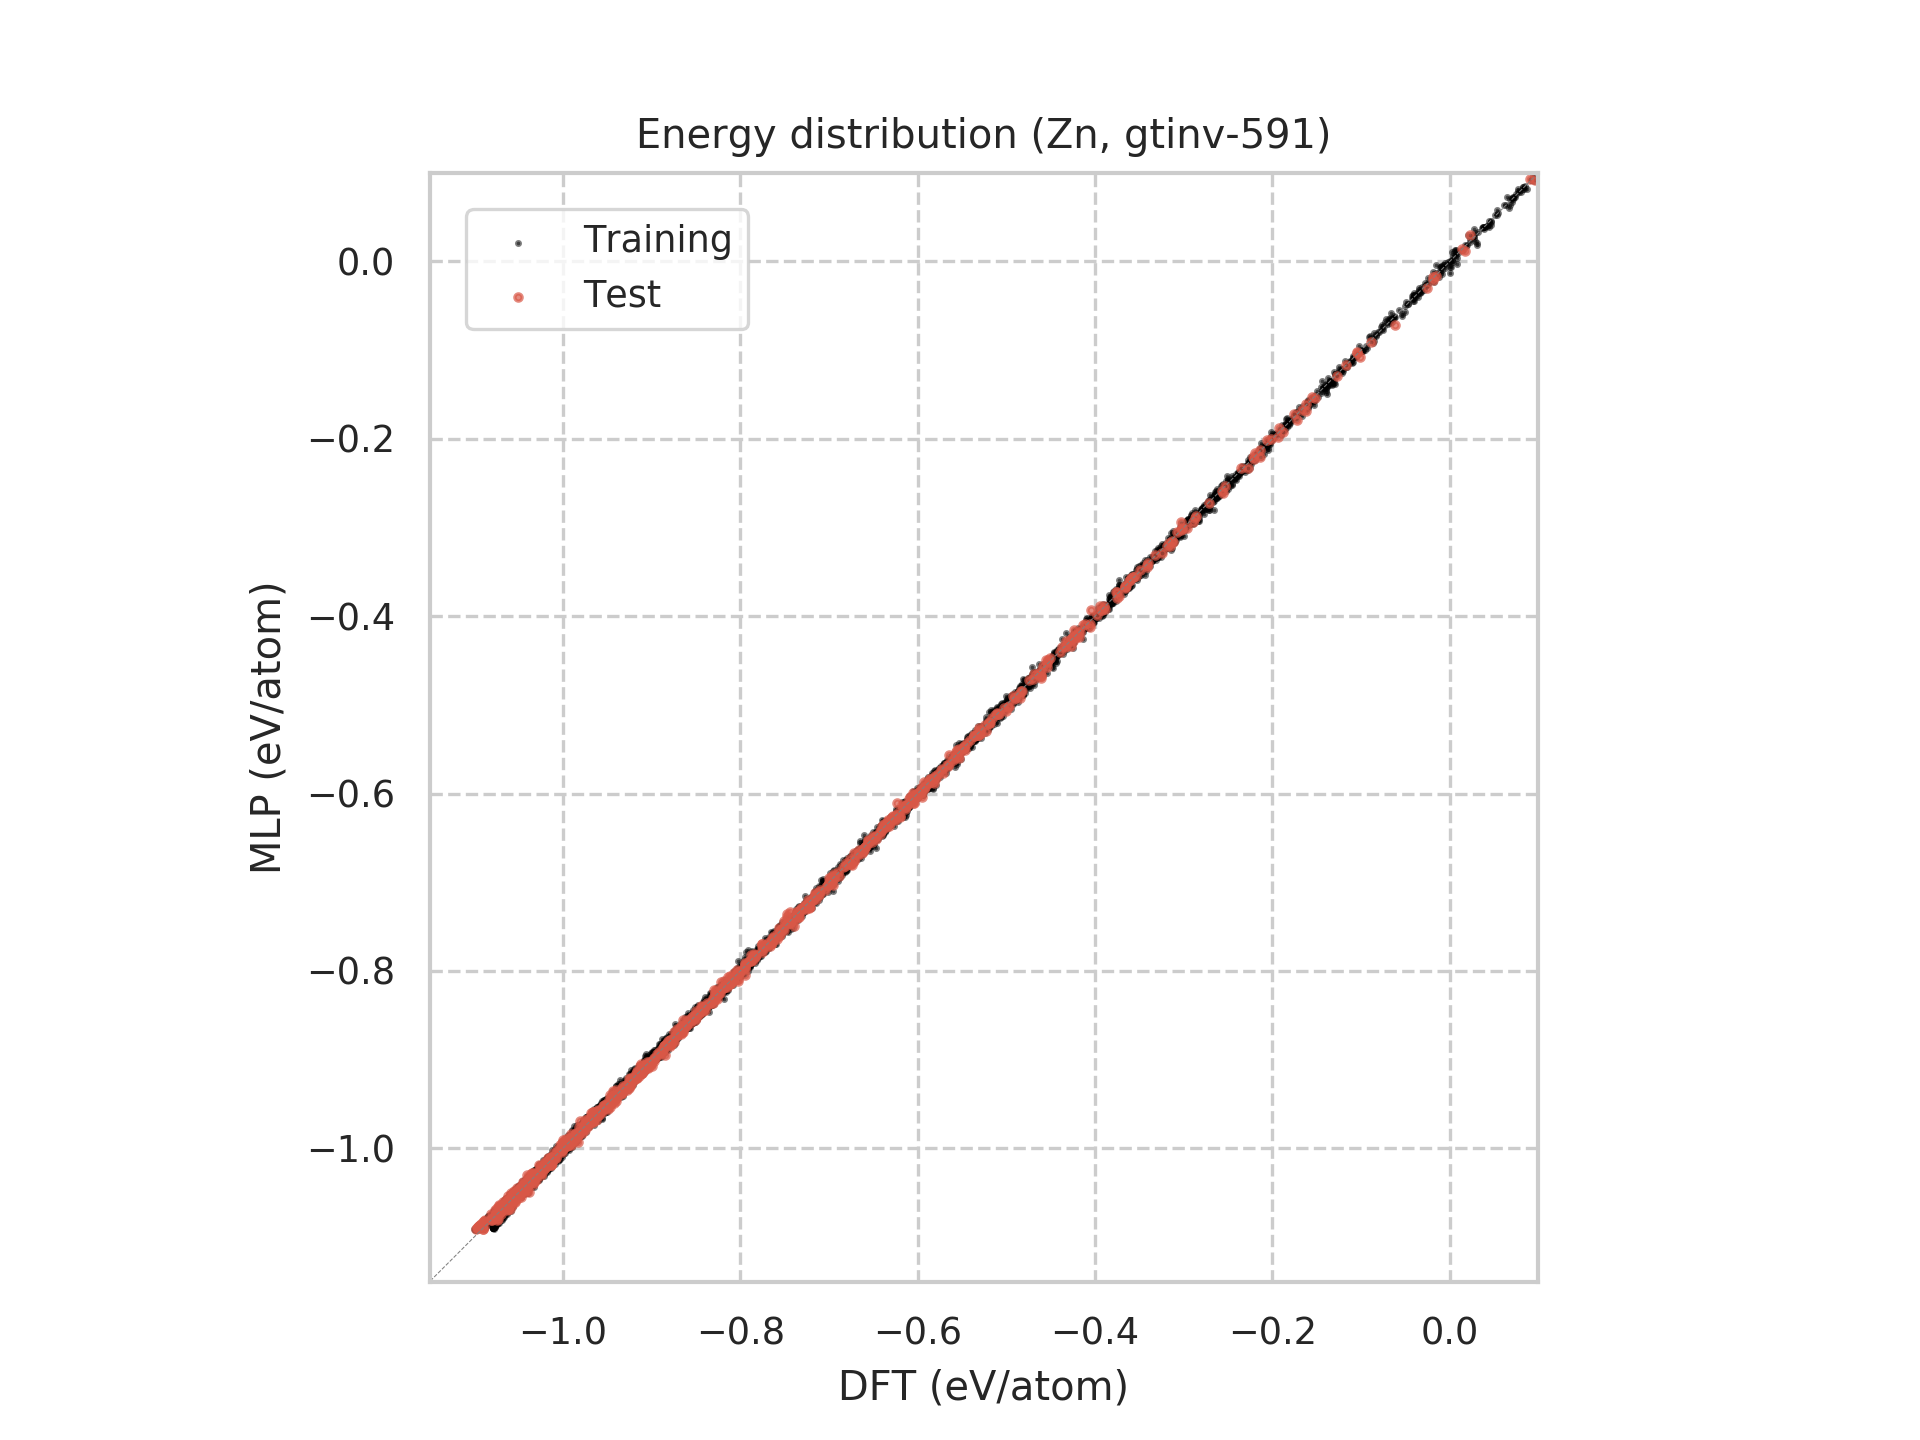 Energy distribution (Zn, gtinv-591)
Training
Test
0.0
−0.2
−0.4
−0.6
−0.8
−1.0
MLP (eV/atom)
−1.0 −0.8 −0.6 −0.4 −0.2 0.0
DFT (eV/atom)